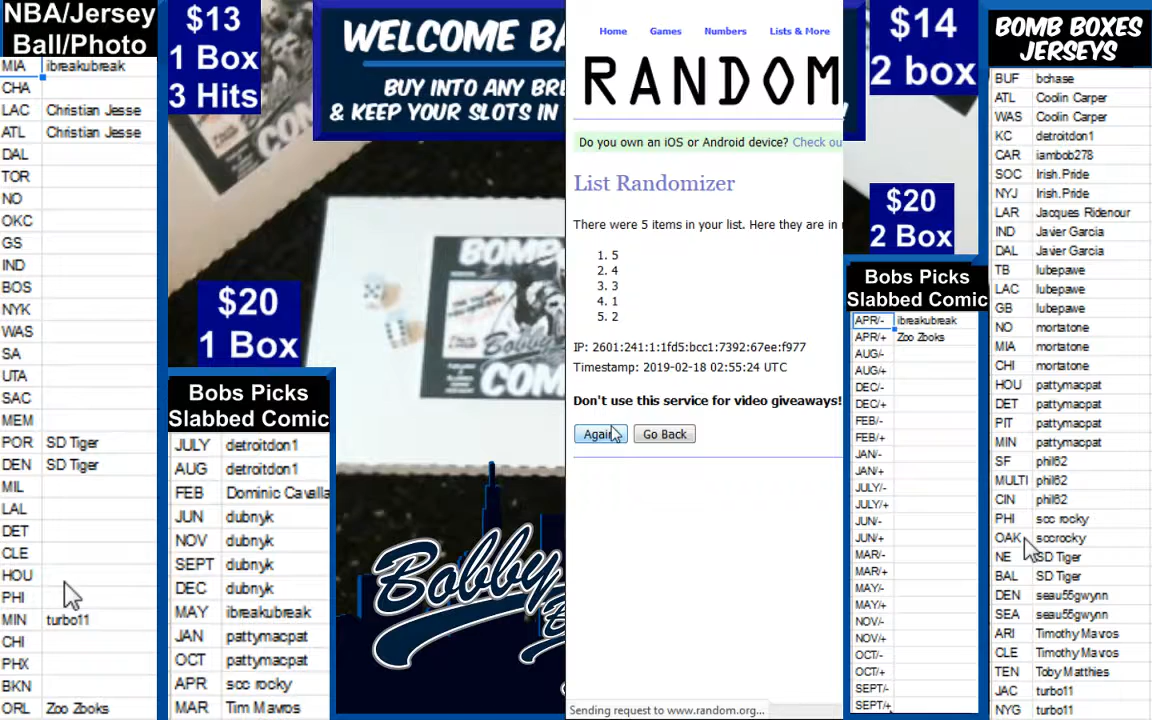 NBA/Jersey
Ball/Photo
MIA ibreakubreak
CHA
LAC Christian Jesse
ATL Christian Jesse
DAL
TOR
NO
OKC
GS
IND
BOS
NYK
WAS
SA
UTA
SAC
MEM
POR SD Tiger
DEN SD Tiger
MIL
LAL
DET
CLE
HOU
PHI
MIN turbo11
CHI
PHX
BKN
ORL Zoo Zooks
$13
1 Box
3 Hits
$20
1 Box
Bobs Picks
Slabbed Comic
JULY detroitdon1
AUG detroitdon1
FEB Dominic Cavalla
JUN dubnyk
NOV dubnyk
SEPT dubnyk
DEC dubnyk
MAY ibreakubreak
JAN pattymacpat
OCT pattymacpat
APR scc rocky
MAR Tim Mavros
WELCOME BA
BUY INTO ANY BRE
& KEEP YOUR SLOTS IN
!
BOMB
Bobby
COM
Bobby
Home Games Numbers Lists & More
RANDOM
Do you own an iOS or Android device? Check ou
List Randomizer
There were 5 items in your list. Here they are in r
1. 5
2. 4
3. 3
4. 1
5. 2
IP: 2601:241:1:1fd5:bcc1:7392:67ee:f977
Timestamp: 2019-02-18 02:55:24 UTC
Don't use this service for video giveaways!
Again Go Back
Sending request to www.random.org...
$14
2 box
$20
2 Box
Bobs Picks
Slabbed Comic
APR/- ibreakubreak
APR/+ Zoo Zooks
AUG/-
AUG/+
DEC/-
DEC/+
FEB/-
FEB/+
JAN/-
JAN/+
JULY/-
JULY/+
JUN/-
JUN/+
MAR/-
MAR/+
MAY/-
MAY/+
NOV/-
NOV/+
OCT/-
OCT/+
SEPT/-
SEPT/+
BOMB BOXES
JERSEYS
BUF bchase
ATL Coolin Carper
WAS Coolin Carper
KC detroitdon1
CAR iambob278
SOC Irish.Pride
NYJ Irish.Pride
LAR Jacques Ridenour
IND Javier Garcia
DAL Javier Garcia
TB lubepawe
LAC lubepawe
GB lubepawe
NO mortatone
MIA mortatone
CHI mortatone
HOU pattymacpat
DET pattymacpat
PIT pattymacpat
MIN pattymacpat
SF phil62
MULTI phil62
CIN phil62
PHI scc rocky
OAK sccrocky
NE SD Tiger
BAL SD Tiger
DEN seau55gwynn
SEA seau55gwynn
ARI Timothy Mavros
CLE Timothy Mavros
TEN Toby Matthies
JAC turbo11
NYG turbo11